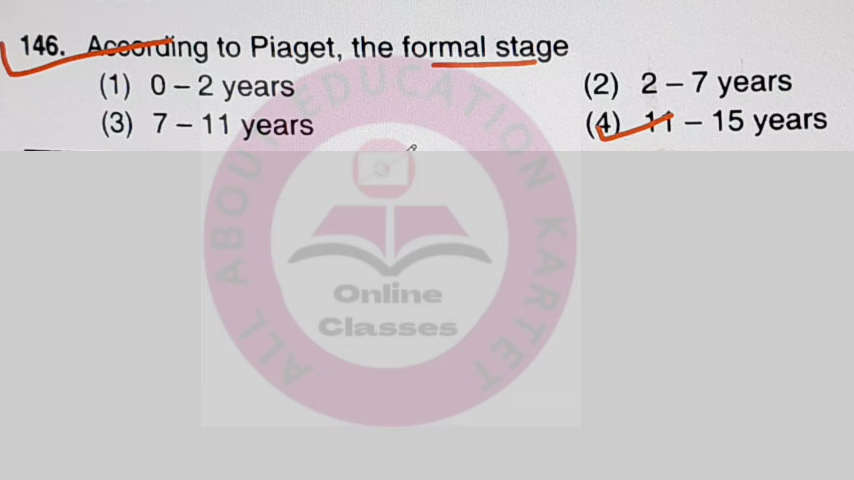 146. According to Piaget, the formal stage
(1) 0 – 2 years (2) 2 – 7 years
(3) 7 – 11 years (4) 11 – 15 years
ALL ABOUT EDUCATION KARTET
Online
Classes